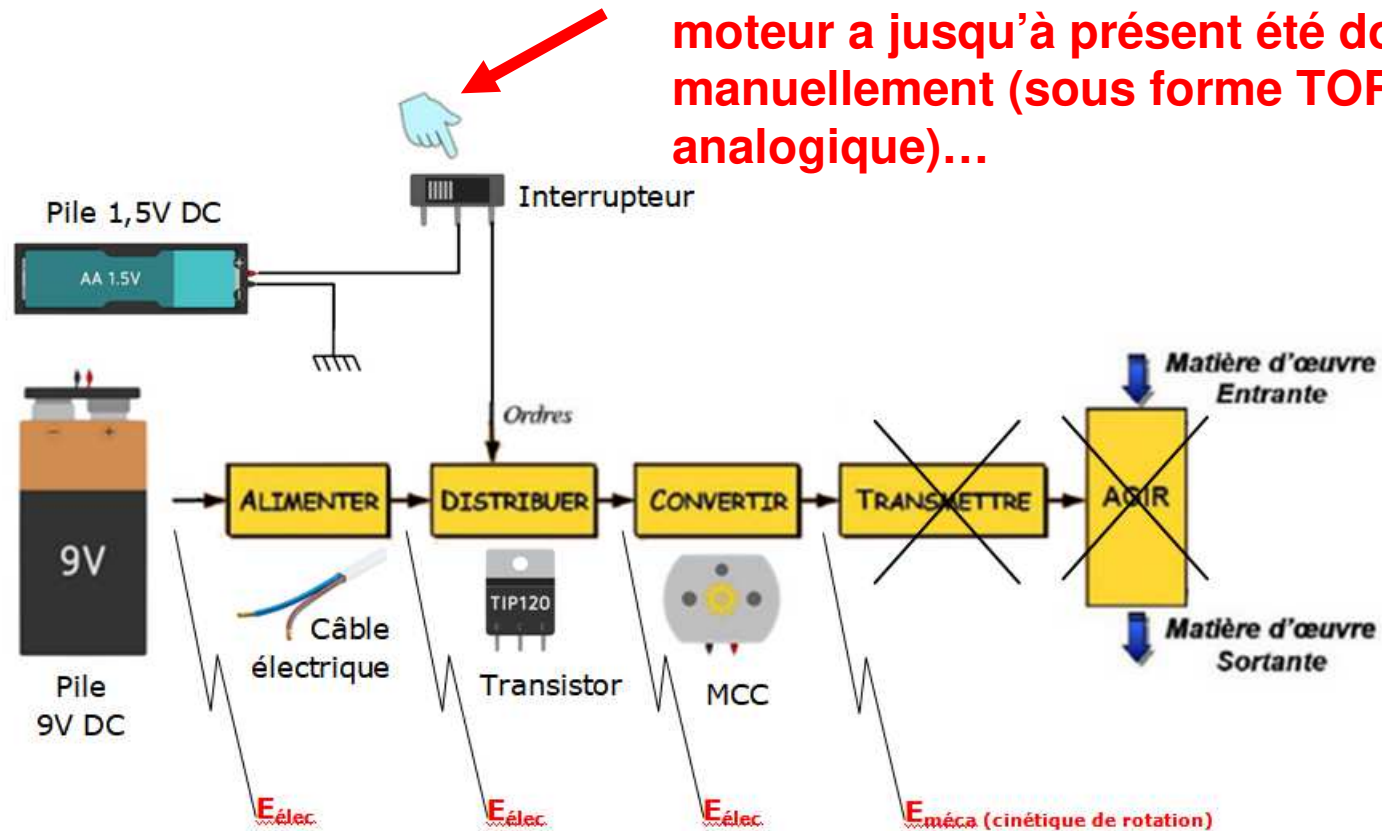 moteur a jusqu'à présent été do
manuellement (sous forme TOR
analogique)…
Interrupteur
Pile 1,5V DC
AA 1.5V
+
Ordres
Matière d'œuvre
Entrante
- +
9V
ALIMENTER
DISTRIBUER
CONVERTIR
TRANSMETTRE
AGIR
TIP120
Câble
électrique
Transistor
MCC
Matière d'œuvre
Sortante
Pile
9V DC
Eélec
Eélec
Eélec
Eméca (cinétique de rotation)